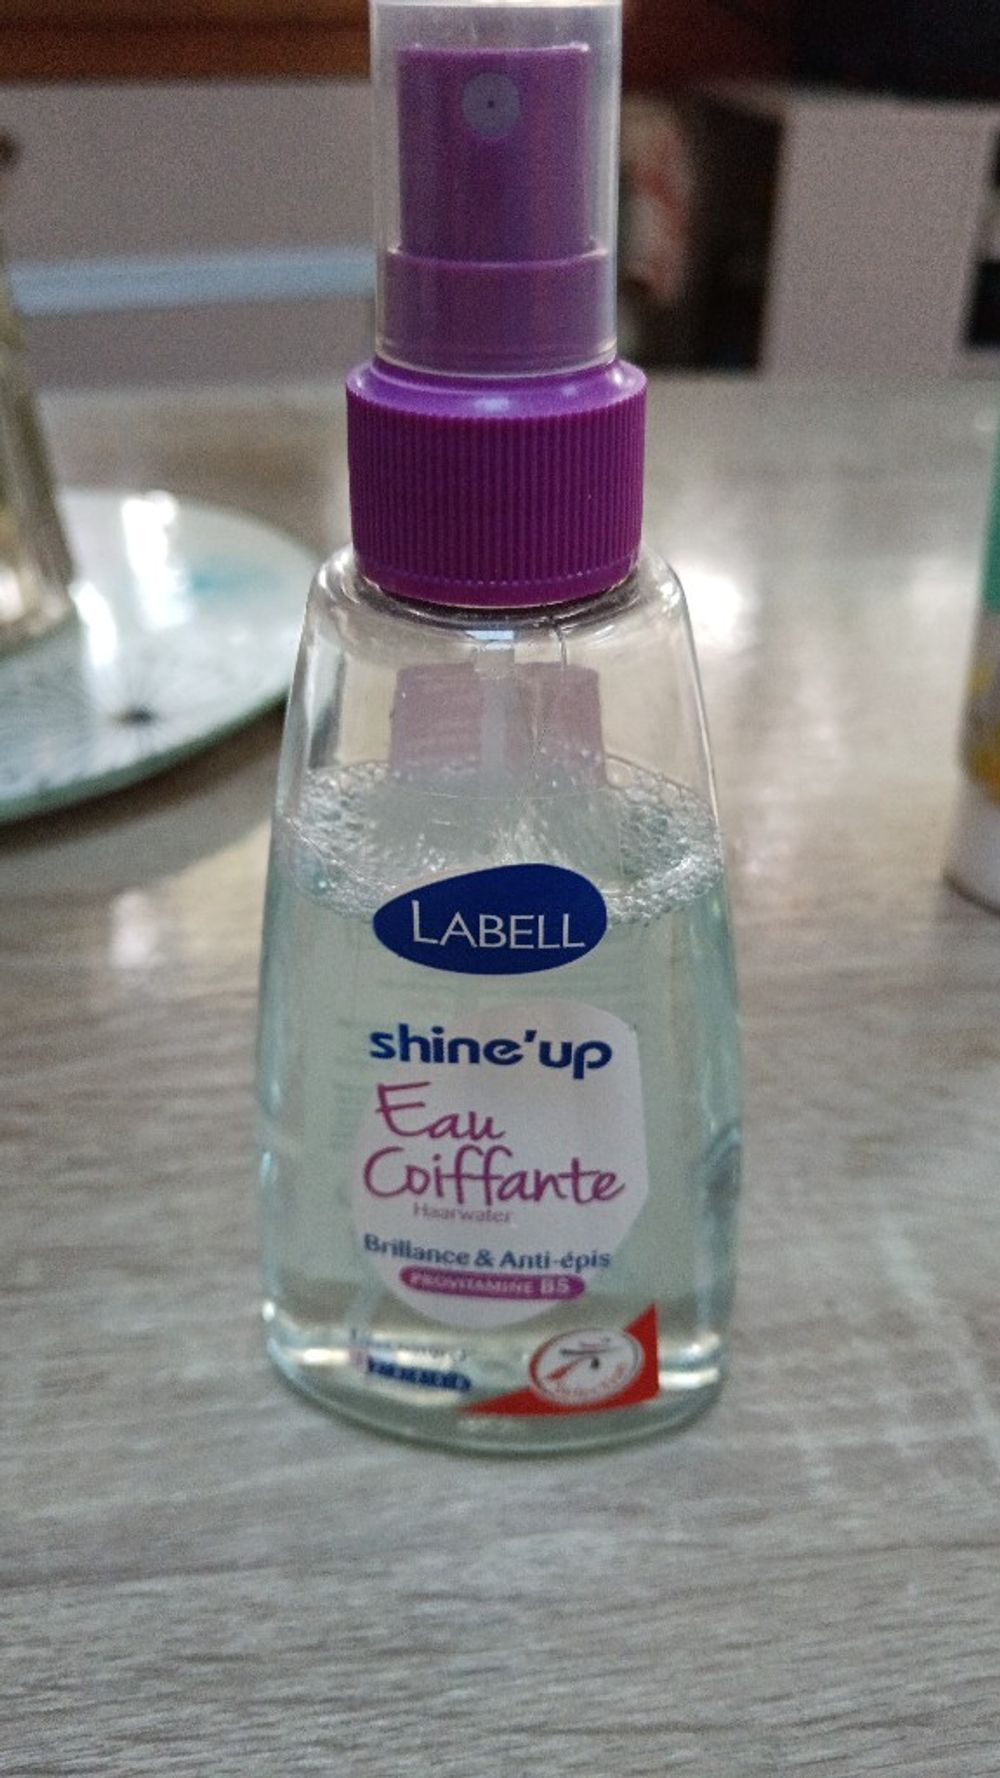 LABELL
shine'up
Eau
Coiffante
Haarwater
Brillance & Anti-épis
PROVITAMINE B5